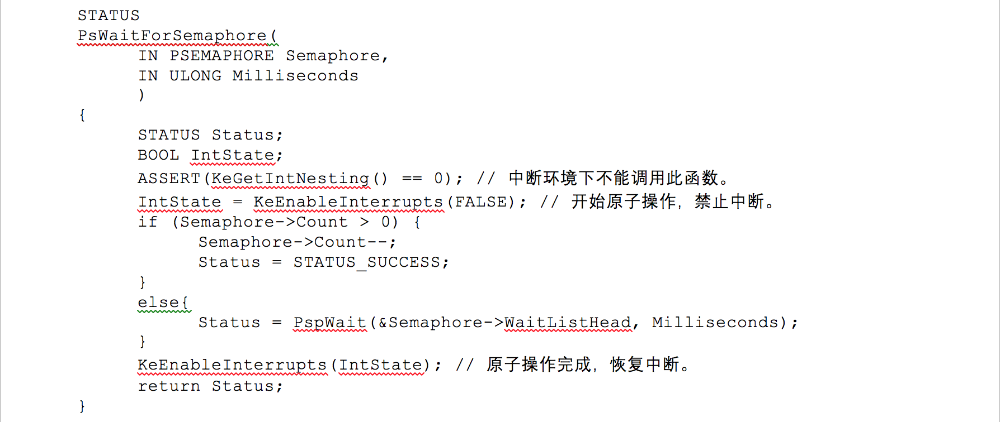 STATUS
PsWaitForSemaphore(
IN PSEMAPHORE Semaphore,
IN ULONG Milliseconds
)
{
STATUS Status;
BOOL IntState;
ASSERT(KeGetIntNesting() == 0); // 中断环境下不能调用此函数。
IntState = KeEnableInterrupts(FALSE); // 开始原子操作，禁止中断。
if (Semaphore->Count > 0) {
Semaphore->Count--;
Status = STATUS_SUCCESS;
}
else{
Status = PspWait(&Semaphore->WaitListHead, Milliseconds);
}
KeEnableInterrupts(IntState); // 原子操作完成，恢复中断。
return Status;
}